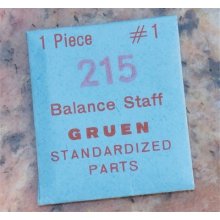 1 Piece #1
215
Balance Staff
GRUEN
STANDARDIZED
PARTS